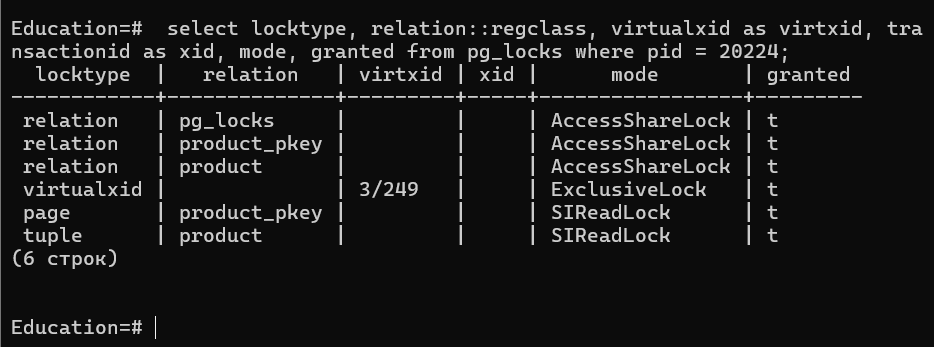 Education=#  select locktype, relation::regclass, virtualxid as virtxid, tra
nsactionid as xid, mode, granted from pg_locks where pid = 20224;
  locktype  |   relation   | virtxid | xid |      mode       | granted
------------+--------------+---------+-----+-----------------+---------
 relation   | pg_locks     |         |     | AccessShareLock | t
 relation   | product_pkey |         |     | AccessShareLock | t
 relation   | product      |         |     | AccessShareLock | t
 virtualxid |              | 3/249   |     | ExclusiveLock   | t
 page       | product_pkey |         |     | SIReadLock      | t
 tuple      | product      |         |     | SIReadLock      | t
(6 строк)
Education=#